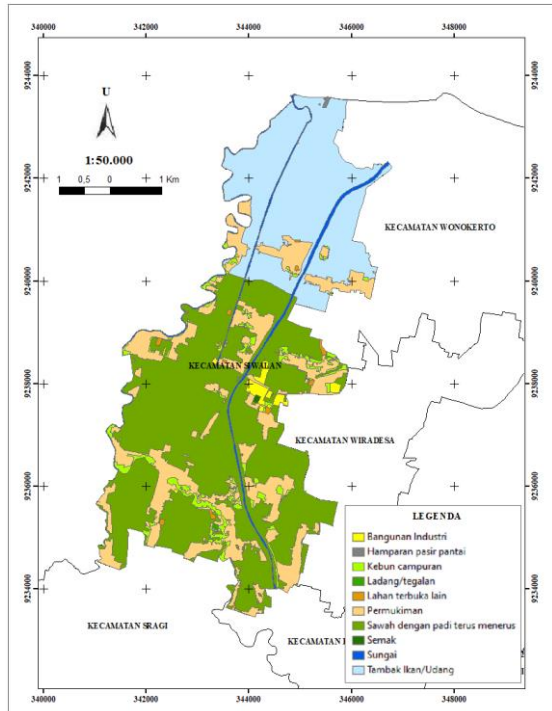 340000 342000 344000 346000 348000
9244000
9242000
9240000
9238000
9236000
9234000
9244000
9242000
9240000
9238000
9236000
9234000
U
1:50.000
1 0,5 0 1 Km
KECAMATAN WONOKERTO
KECAMATAN SIWALAN
KECAMATAN WIRADESA
KECAMATAN SRAGI
KECAMATAN
LEGENDA
Bangunan Industri
Hamparan pasir pantai
Kebun campuran
Ladang/tegalan
Lahan terbuka lain
Permukiman
Sawah dengan padi terus menerus
Semak
Sungai
Tambak Ikan/Udang
340000 342000 344000 346000 348000